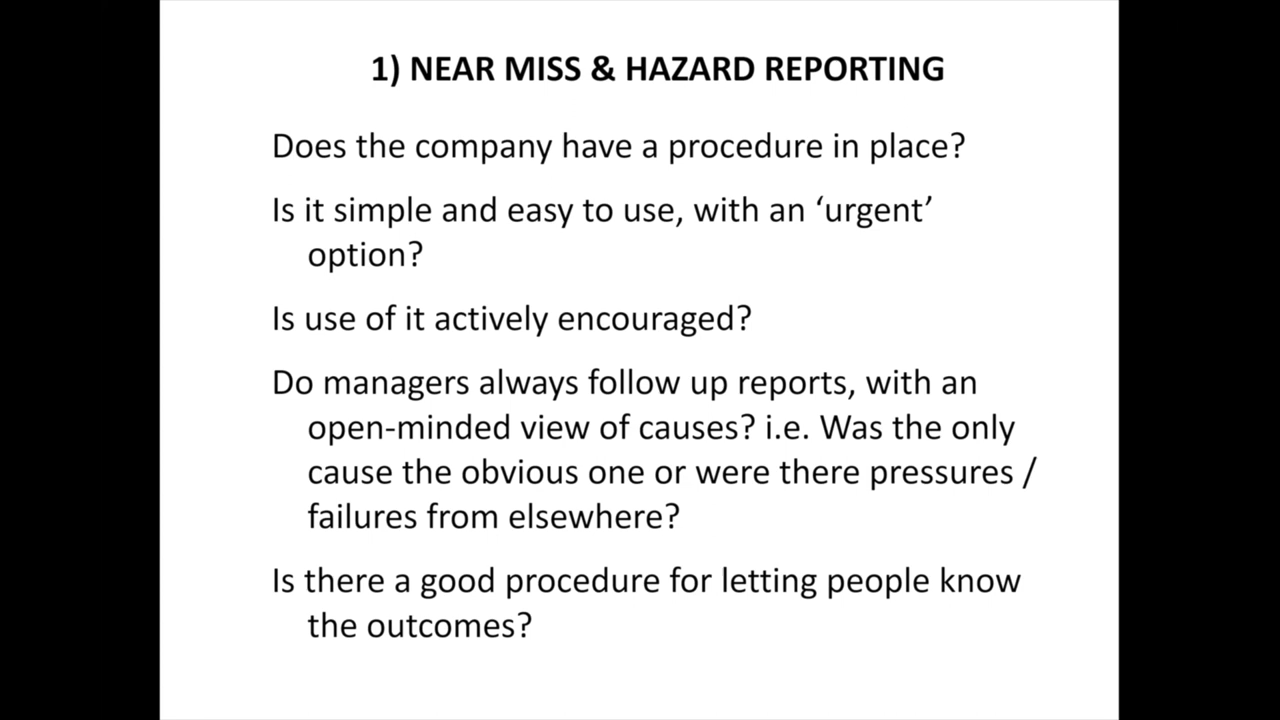 1) NEAR MISS & HAZARD REPORTING
Does the company have a procedure in place?
Is it simple and easy to use, with an ‘urgent’
option?
Is use of it actively encouraged?
Do managers always follow up reports, with an
open-minded view of causes? i.e. Was the only
cause the obvious one or were there pressures /
failures from elsewhere?
Is there a good procedure for letting people know
the outcomes?